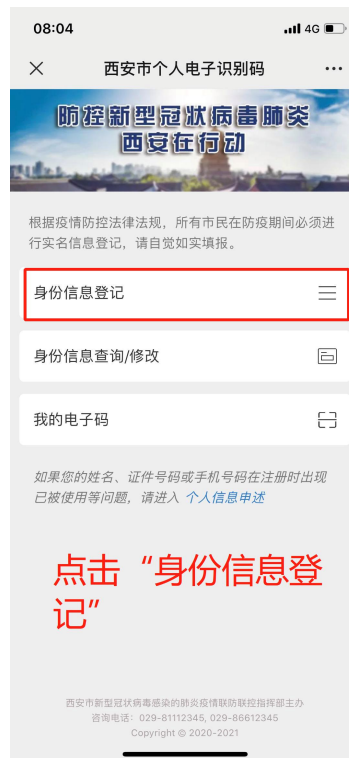 08:04
4G
西安市个人电子识别码
防控新型冠状病毒肺炎
西安在行动
根据疫情防控法律法规，所有市民在防疫期间必须进
行实名信息登记，请自觉如实填报。
身份信息登记
身份信息查询/修改
我的电子码
如果您的姓名、证件号码或手机号码在注册时出现
已被使用等问题，请进入 个人信息申述
点击“身份信息登
记”
西安市新型冠状病毒感染的肺炎疫情联防联控指挥部主办
咨询电话：029-81112345, 029-86612345
Copyright © 2020-2021